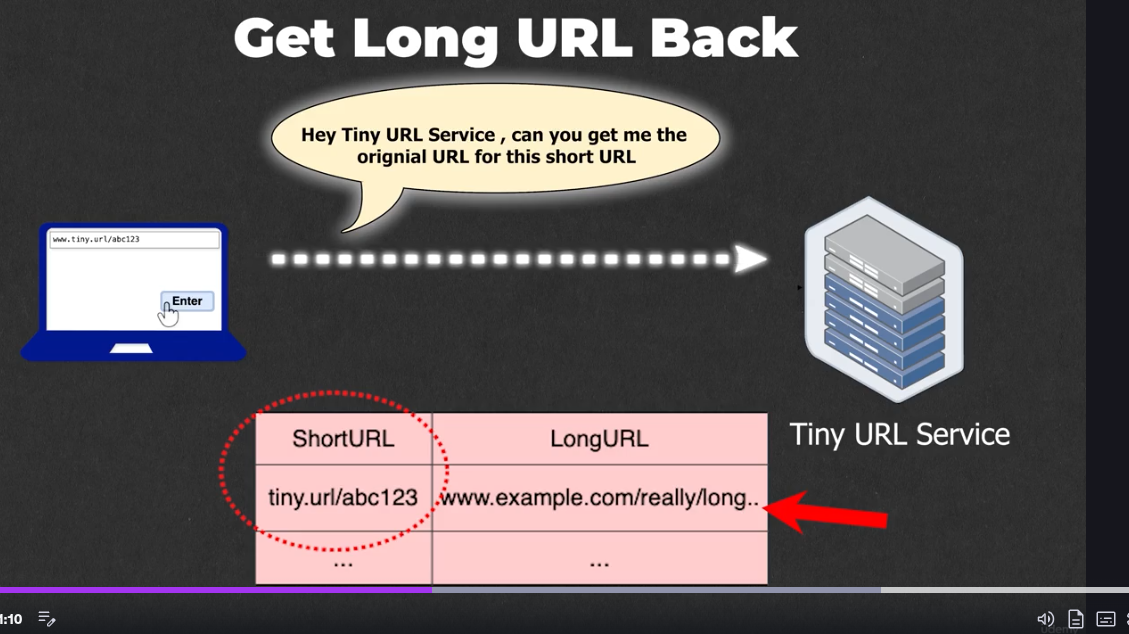 Get Long URL Back
Hey Tiny URL Service , can you get me the
orignial URL for this short URL
www.tiny.url/abc123
Enter
Tiny URL Service
ShortURL
LongURL
tiny.url/abc123
www.example.com/really/long..
...
...
:10